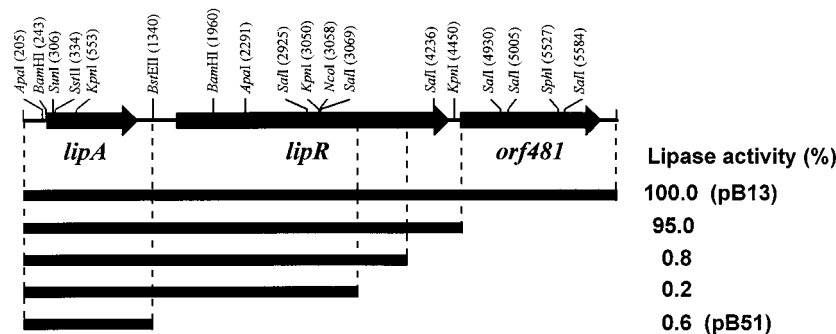 ApaI (205)
BamHI (243)
SunI (306)
SstII (334)
KpnI (553)
BstEII (1340)
BamHI (1960)
ApaI (2291)
SalI (2925)
KpnI (3050)
NcoI (3058)
SalI (3069)
SalI (4236)
KpnI (4450)
SalI (4930)
SalI (5005)
SphI (5527)
SalI (5584)
lipA
lipR
orf481
Lipase activity (%)
100.0 (pB13)
95.0
0.8
0.2
0.6 (pB51)